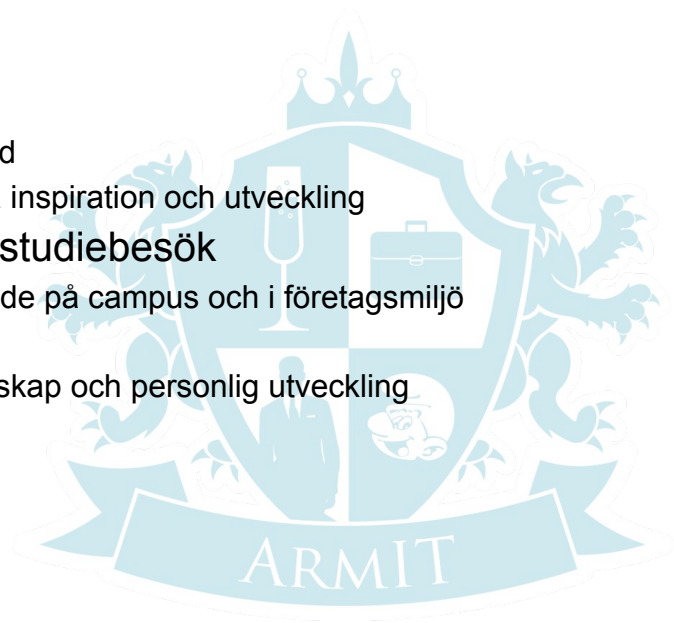 d
inspiration och utveckling
studiebesök
de på campus och i företagsmiljö
skap och personlig utveckling
ARMIT